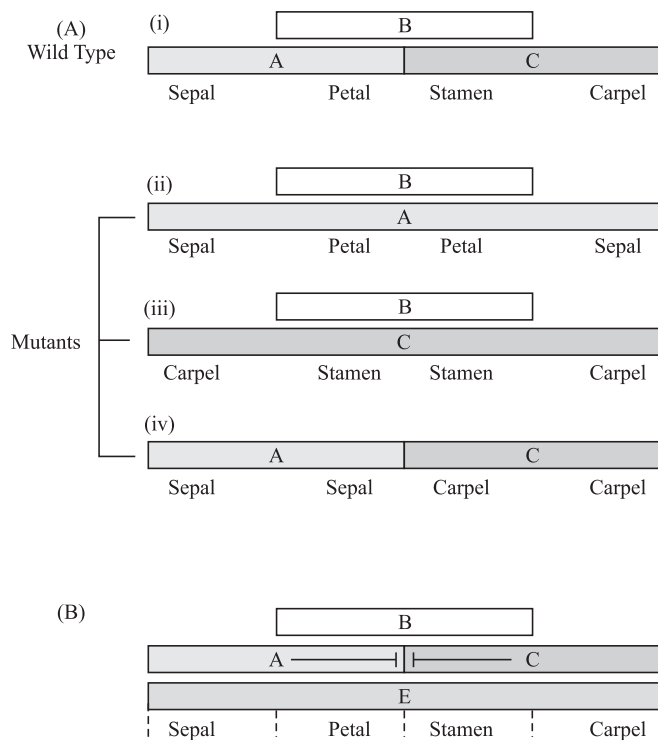 (A)
Wild Type
(i)
B
A C
Sepal Petal Stamen Carpel
Mutants
(ii)
B
A
Sepal Petal Petal Sepal
(iii)
B
C
Carpel Stamen Stamen Carpel
(iv)
A C
Sepal Sepal Carpel Carpel
(B)
B
A C
E
Sepal Petal Stamen Carpel